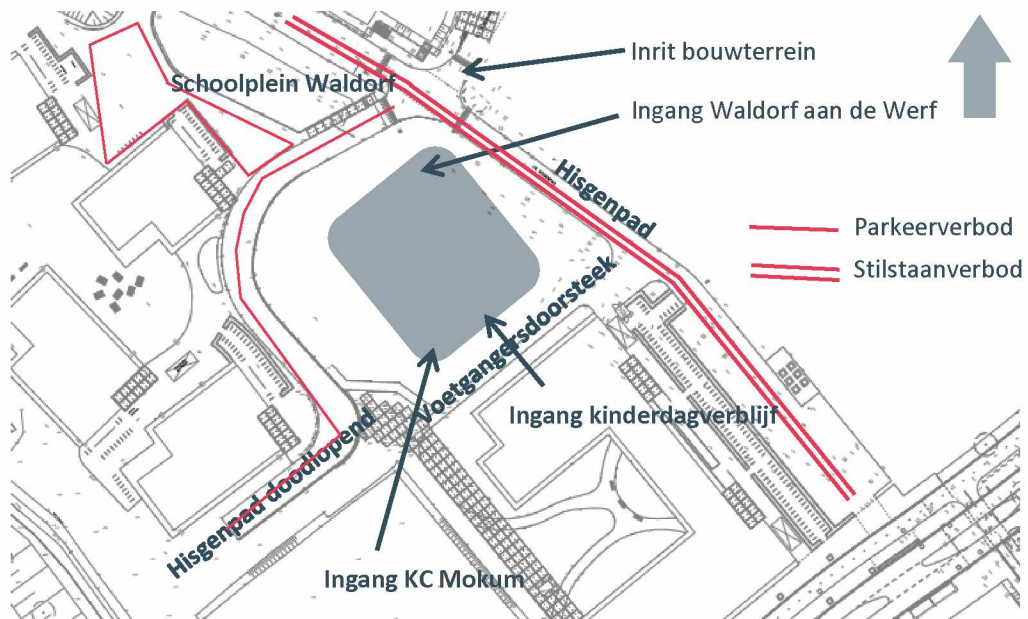 Inrit bouwterrein
Schoolplein Waldorf
Ingang Waldorf aan de Werf
Hisgenpad
Parkeerverbod
Stilstaanverbod
Voetgangersdoorsteek
Ingang kinderdagverblijf
Hisgenpad doodlopend
Ingang KC Mokum